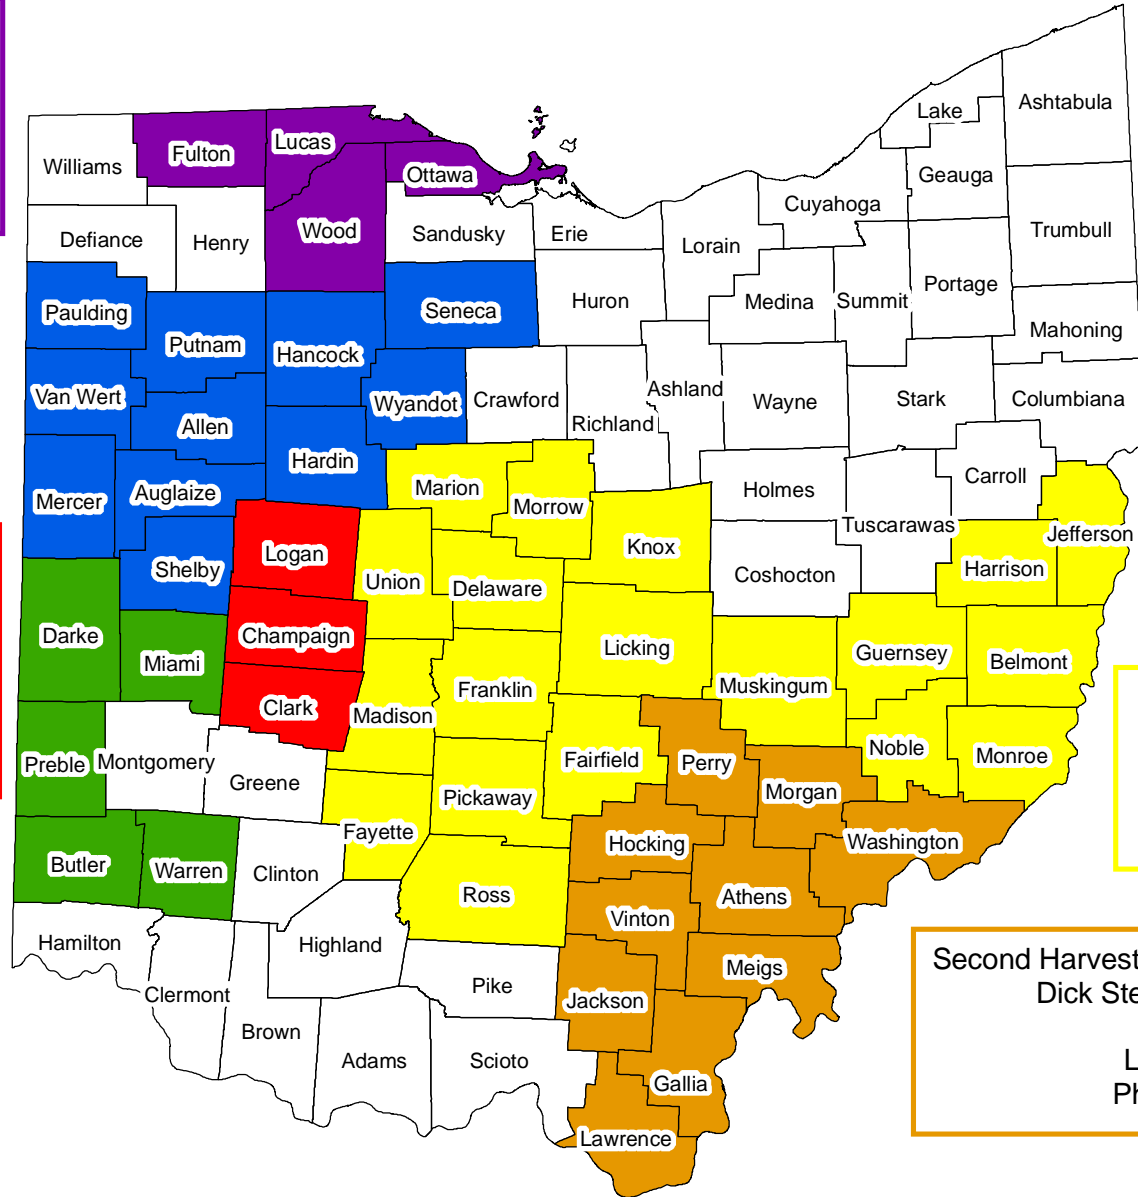 Ashtabula
Lake
Williams
Fulton
Lucas
Ottawa
Geauga
Cuyahoga
Defiance
Henry
Wood
Sandusky
Erie
Lorain
Trumbull
Paulding
Seneca
Huron
Medina
Summit
Portage
Mahoning
Putnam
Hancock
Van Wert
Allen
Wyandot
Crawford
Richland
Ashland
Wayne
Stark
Columbiana
Mercer
Auglaize
Hardin
Marion
Morrow
Holmes
Carroll
Tuscarawas
Jefferson
Shelby
Logan
Union
Delaware
Knox
Coshocton
Harrison
Darke
Miami
Champaign
Licking
Guernsey
Belmont
Clark
Madison
Franklin
Muskingum
Preble
Montgomery
Greene
Fairfield
Perry
Noble
Monroe
Pickaway
Morgan
Fayette
Hocking
Washington
Butler
Warren
Clinton
Ross
Vinton
Athens
Hamilton
Highland
Meigs
Clermont
Pike
Jackson
Brown
Adams
Scioto
Gallia
Lawrence
Second Harvest
Dick Ste
L
Ph